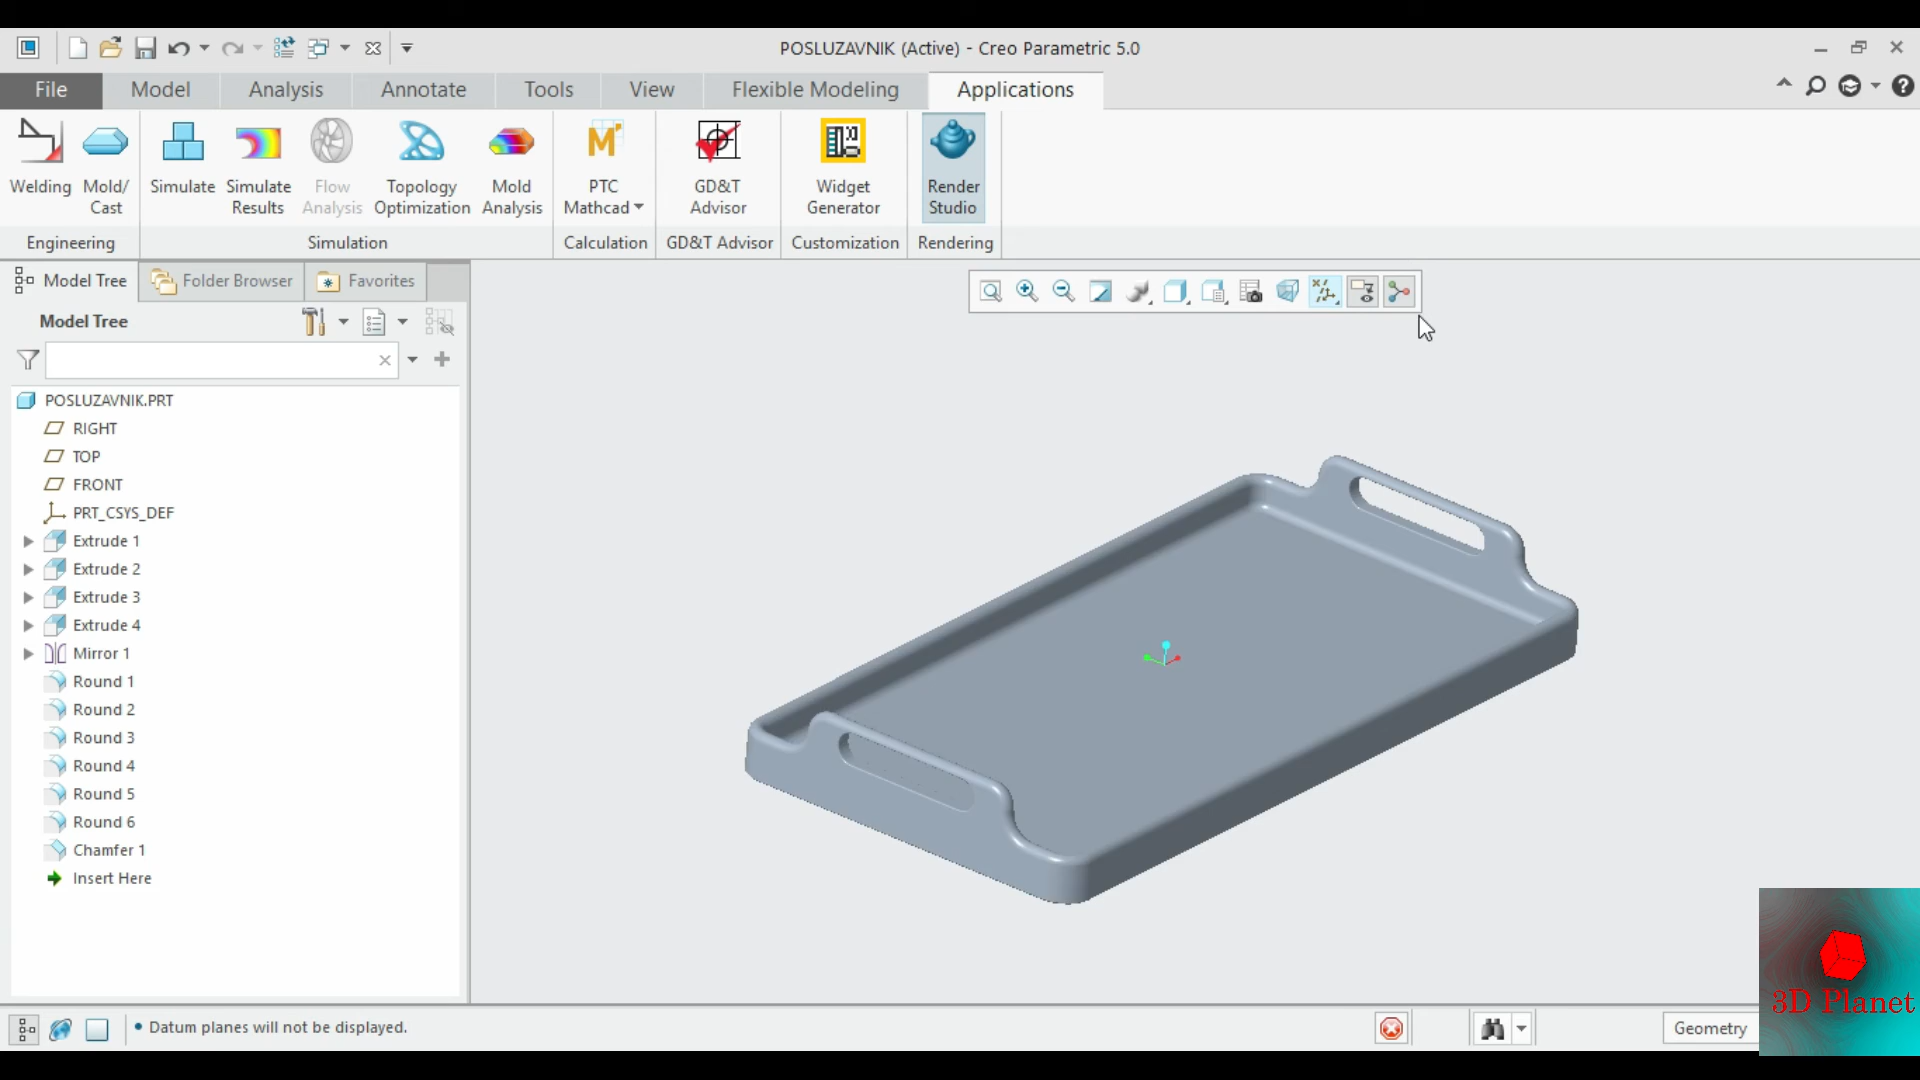 POSLUZAVNIK (Active) - Creo Parametric 5.0
File
Model
Analysis
Annotate
Tools
View
Flexible Modeling
Applications
Welding
Mold/
Cast
Simulate
Simulate
Results
Flow
Analysis
Topology
Optimization
Mold
Analysis
PTC
Mathcad
GD&T
Advisor
Widget
Generator
Render
Studio
Engineering
Simulation
Calculation
GD&T Advisor
Customization
Rendering
Model Tree
Folder Browser
Favorites
Model Tree
POSLUZAVNIK.PRT
RIGHT
TOP
FRONT
PRT_CSYS_DEF
Extrude 1
Extrude 2
Extrude 3
Extrude 4
Mirror 1
Round 1
Round 2
Round 3
Round 4
Round 5
Round 6
Chamfer 1
Insert Here
• Datum planes will not be displayed.
Geometry
3D Planet